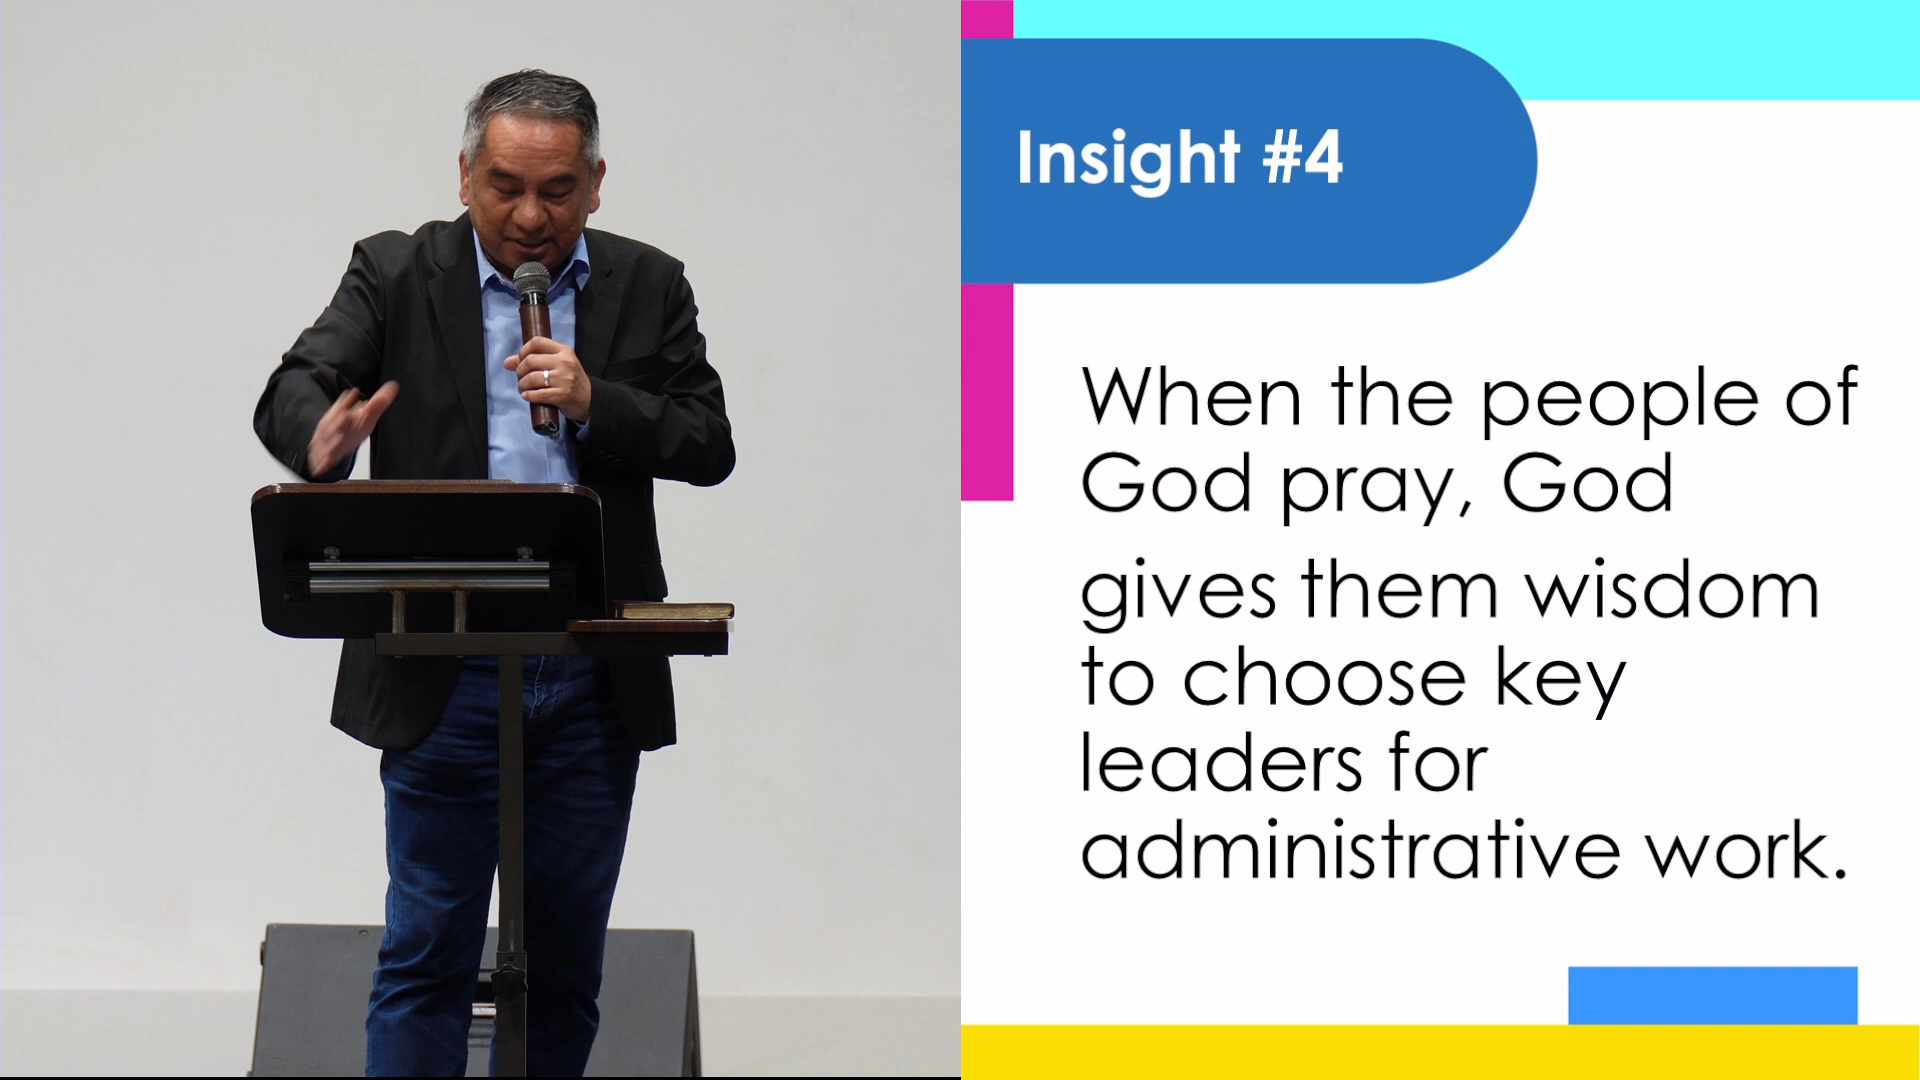 Insight #4
When the people of
God pray, God
gives them wisdom
to choose key
leaders for
administrative work.